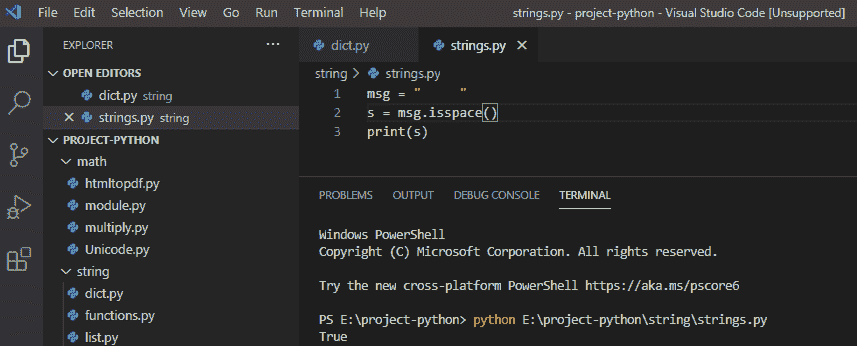 File Edit Selection View Go Run Terminal Help strings.py - project-python - Visual Studio Code [Unsupported]
EXPLORER ...
OPEN EDITORS
dict.py string
strings.py string
PROJECT-PYTHON
math
htmltopdf.py
module.py
multiply.py
Unicode.py
string
dict.py
functions.py
list.py
dict.py strings.py
string > strings.py
1 msg = "     "
2 s = msg.isspace()
3 print(s)
PROBLEMS OUTPUT DEBUG CONSOLE TERMINAL
Windows PowerShell
Copyright (C) Microsoft Corporation. All rights reserved.
Try the new cross-platform PowerShell https://aka.ms/pscore6
PS E:\project-python> python E:\project-python\string\strings.py
True